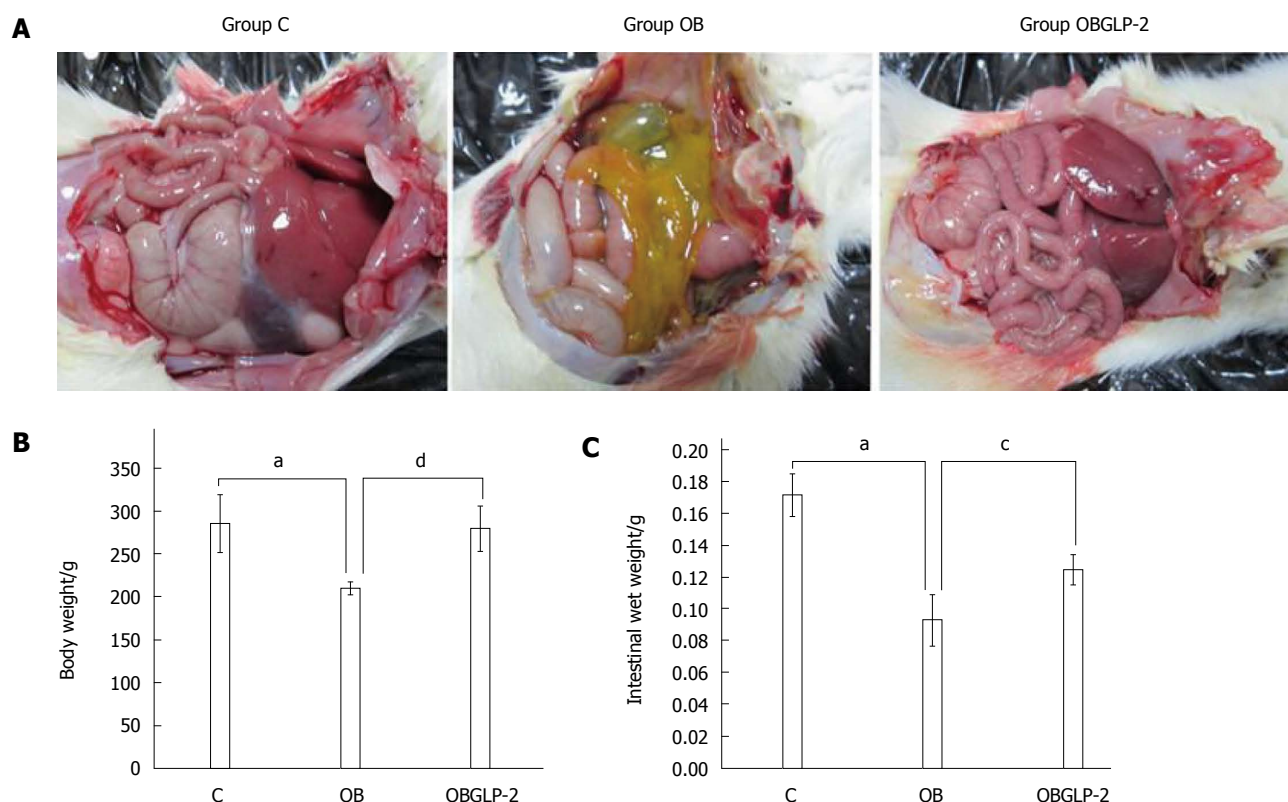 A
Group C
Group OB
Group OBGLP-2
B
Body weight/g
350
300
250
200
150
100
50
0
a
d
C
OB
OBGLP-2
C
Intestinal wet weight/g
0.20
0.18
0.16
0.14
0.12
0.10
0.08
0.06
0.04
0.02
0.00
a
c
C
OB
OBGLP-2